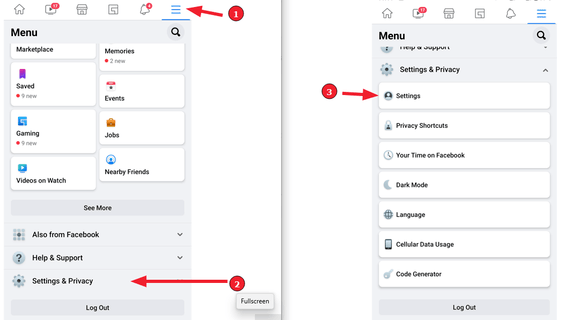 17
4
1
Menu
Marketplace
Memories
2 new
Saved
9 new
Events
Gaming
9 new
Jobs
Videos on Watch
Nearby Friends
See More
Also from Facebook
Help & Support
Settings & Privacy
2
Fullscreen
Log Out
17
Menu
Help & Support
Settings & Privacy
3
Settings
Privacy Shortcuts
Your Time on Facebook
Dark Mode
Language
Cellular Data Usage
Code Generator
Log Out